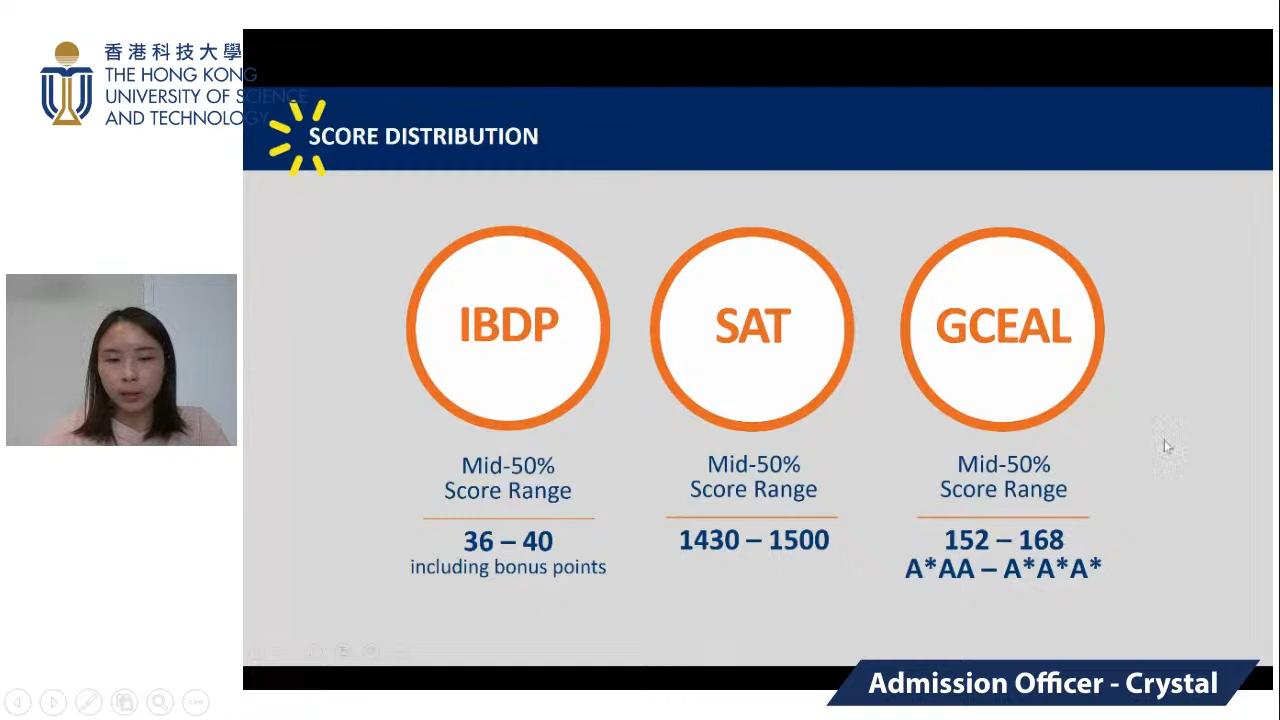 香港科技大學
THE HONG KONG
UNIVERSITY OF SCIENCE
AND TECHNOLOGY
SCORE DISTRIBUTION
IBDP
Mid-50%
Score Range
36 – 40
including bonus points
SAT
Mid-50%
Score Range
1430 – 1500
GCEAL
Mid-50%
Score Range
152 – 168
A*AA – A*A*A*
Admission Officer - Crystal